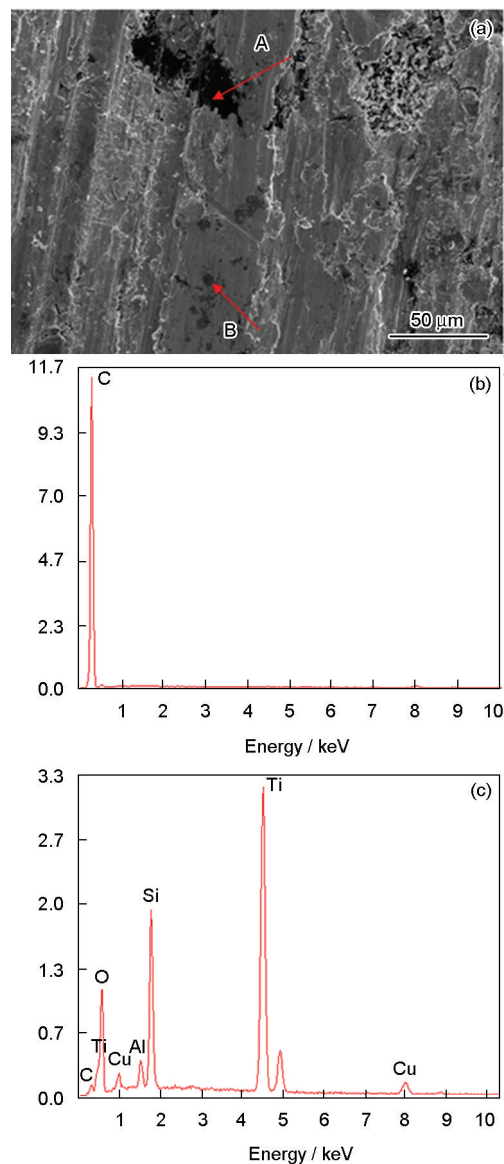 (a)
A
B
50 μm
11.7
C
(b)
9.3
7.0
4.7
2.3
0.0
1 2 3 4 5 6 7 8 9 10
Energy / keV
3.3
Ti
(c)
2.7
Si
2.0
O
1.3
0.7
Ti
Cu
Al
C
Cu
0.0
1 2 3 4 5 6 7 8 9 10
Energy / keV